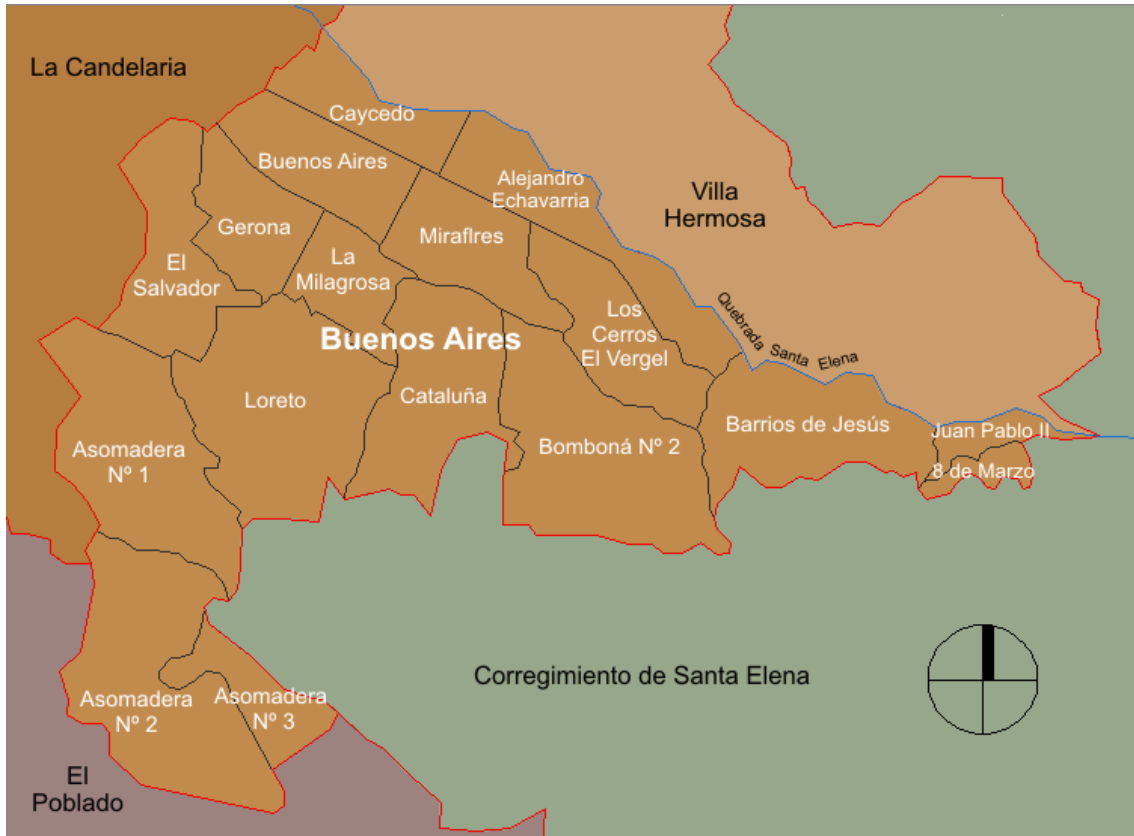 La Candelaria
Caycedo
Buenos Aires
Alejandro
Echavarria
Villa
Hermosa
Gerona
Miraflres
La
Milagrosa
El
Salvador
Los
Cerros
El Vergel
Quebrada Santa Elena
Buenos Aires
Loreto
Cataluña
Barrios de Jesús
Juan Pablo II
Asomadera
Nº 1
Bomboná Nº 2
8 de Marzo
Corregimiento de Santa Elena
Asomadera
Nº 2
Asomadera
Nº 3
El
Poblado